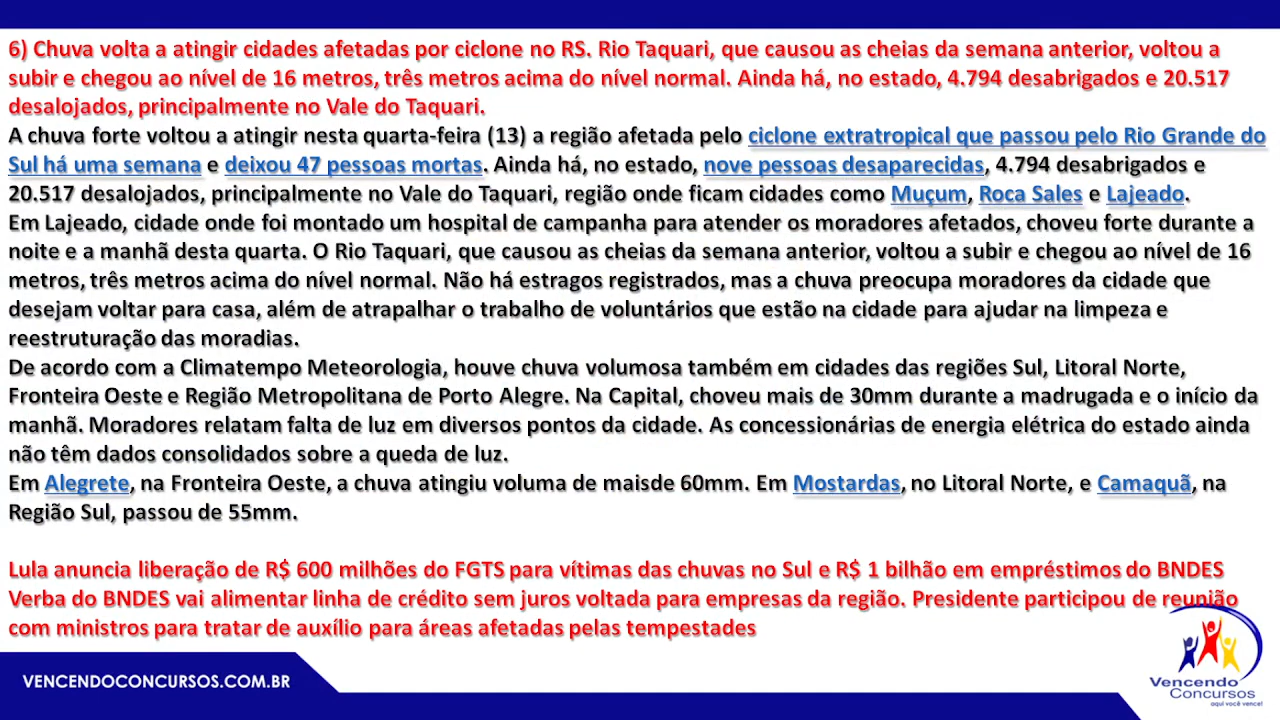 6) Chuva volta a atingir cidades afetadas por ciclone no RS. Rio Taquari, que causou as cheias da semana anterior, voltou a
subir e chegou ao nível de 16 metros, três metros acima do nível normal. Ainda há, no estado, 4.794 desabrigados e 20.517
desalojados, principalmente no Vale do Taquari.
A chuva forte voltou a atingir nesta quarta-feira (13) a região afetada pelo ciclone extratropical que passou pelo Rio Grande do
Sul há uma semana e deixou 47 pessoas mortas. Ainda há, no estado, nove pessoas desaparecidas, 4.794 desabrigados e
20.517 desalojados, principalmente no Vale do Taquari, região onde ficam cidades como Muçum, Roca Sales e Lajeado.
Em Lajeado, cidade onde foi montado um hospital de campanha para atender os moradores afetados, choveu forte durante a
noite e a manhã desta quarta. O Rio Taquari, que causou as cheias da semana anterior, voltou a subir e chegou ao nível de 16
metros, três metros acima do nível normal. Não há estragos registrados, mas a chuva preocupa moradores da cidade que
desejam voltar para casa, além de atrapalhar o trabalho de voluntários que estão na cidade para ajudar na limpeza e
reestruturação das moradias.
De acordo com a Climatempo Meteorologia, houve chuva volumosa também em cidades das regiões Sul, Litoral Norte,
Fronteira Oeste e Região Metropolitana de Porto Alegre. Na Capital, choveu mais de 30mm durante a madrugada e o início da
manhã. Moradores relatam falta de luz em diversos pontos da cidade. As concessionárias de energia elétrica do estado ainda
não têm dados consolidados sobre a queda de luz.
Em Alegrete, na Fronteira Oeste, a chuva atingiu voluma de maisde 60mm. Em Mostardas, no Litoral Norte, e Camaquã, na
Região Sul, passou de 55mm.
Lula anuncia liberação de R$ 600 milhões do FGTS para vítimas das chuvas no Sul e R$ 1 bilhão em empréstimos do BNDES
Verba do BNDES vai alimentar linha de crédito sem juros voltada para empresas da região. Presidente participou de reunião
com ministros para tratar de auxílio para áreas afetadas pelas tempestades
VENCENDOCONCURSOS.COM.BR
Vencendo
Concursos
aqui você vence!